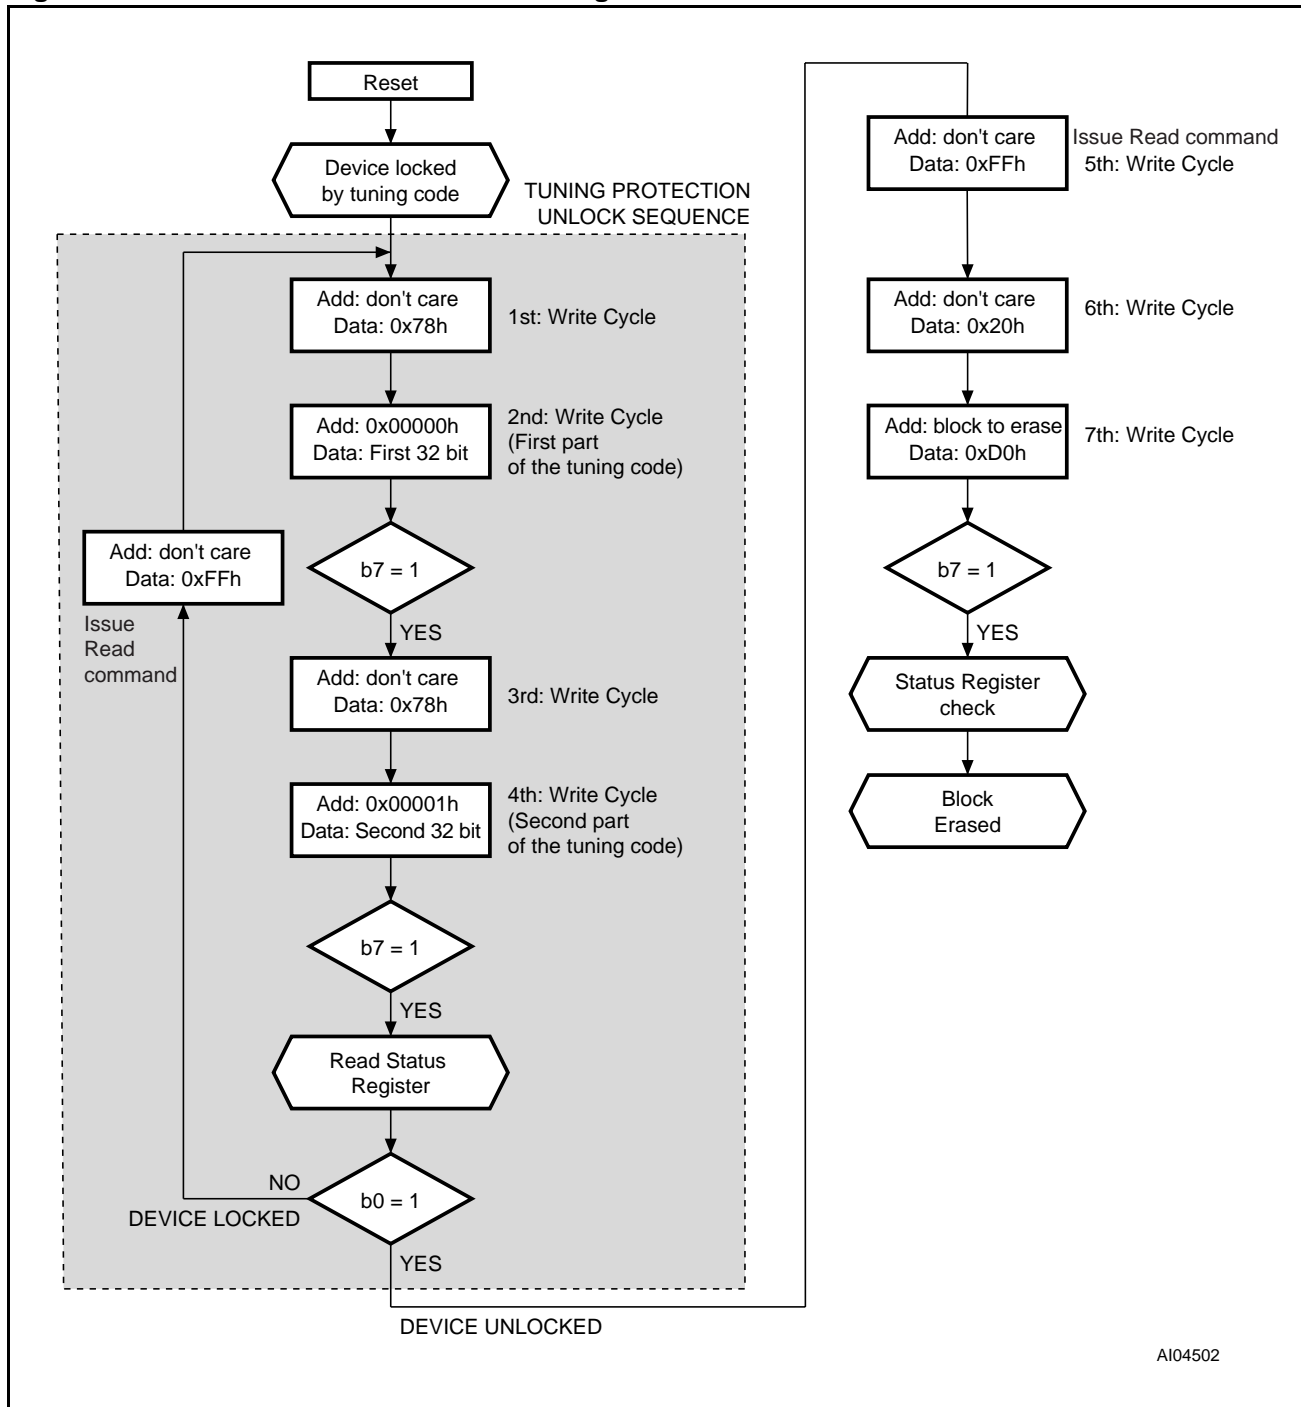 Reset
Device locked
by tuning code
TUNING PROTECTION
UNLOCK SEQUENCE
Add: don't care
Data: 0x78h
1st: Write Cycle
Add: 0x00000h
Data: First 32 bit
2nd: Write Cycle
(First part
of the tuning code)
b7 = 1
Add: don't care
Data: 0xFFh
Issue
Read
command
YES
Add: don't care
Data: 0x78h
3rd: Write Cycle
Add: 0x00001h
Data: Second 32 bit
4th: Write Cycle
(Second part
of the tuning code)
b7 = 1
YES
Read Status
Register
b0 = 1
NO
DEVICE LOCKED
YES
DEVICE UNLOCKED
Add: don't care
Data: 0xFFh
Issue Read command
5th: Write Cycle
Add: don't care
Data: 0x20h
6th: Write Cycle
Add: block to erase
Data: 0xD0h
7th: Write Cycle
b7 = 1
YES
Status Register
check
Block
Erased
AI04502